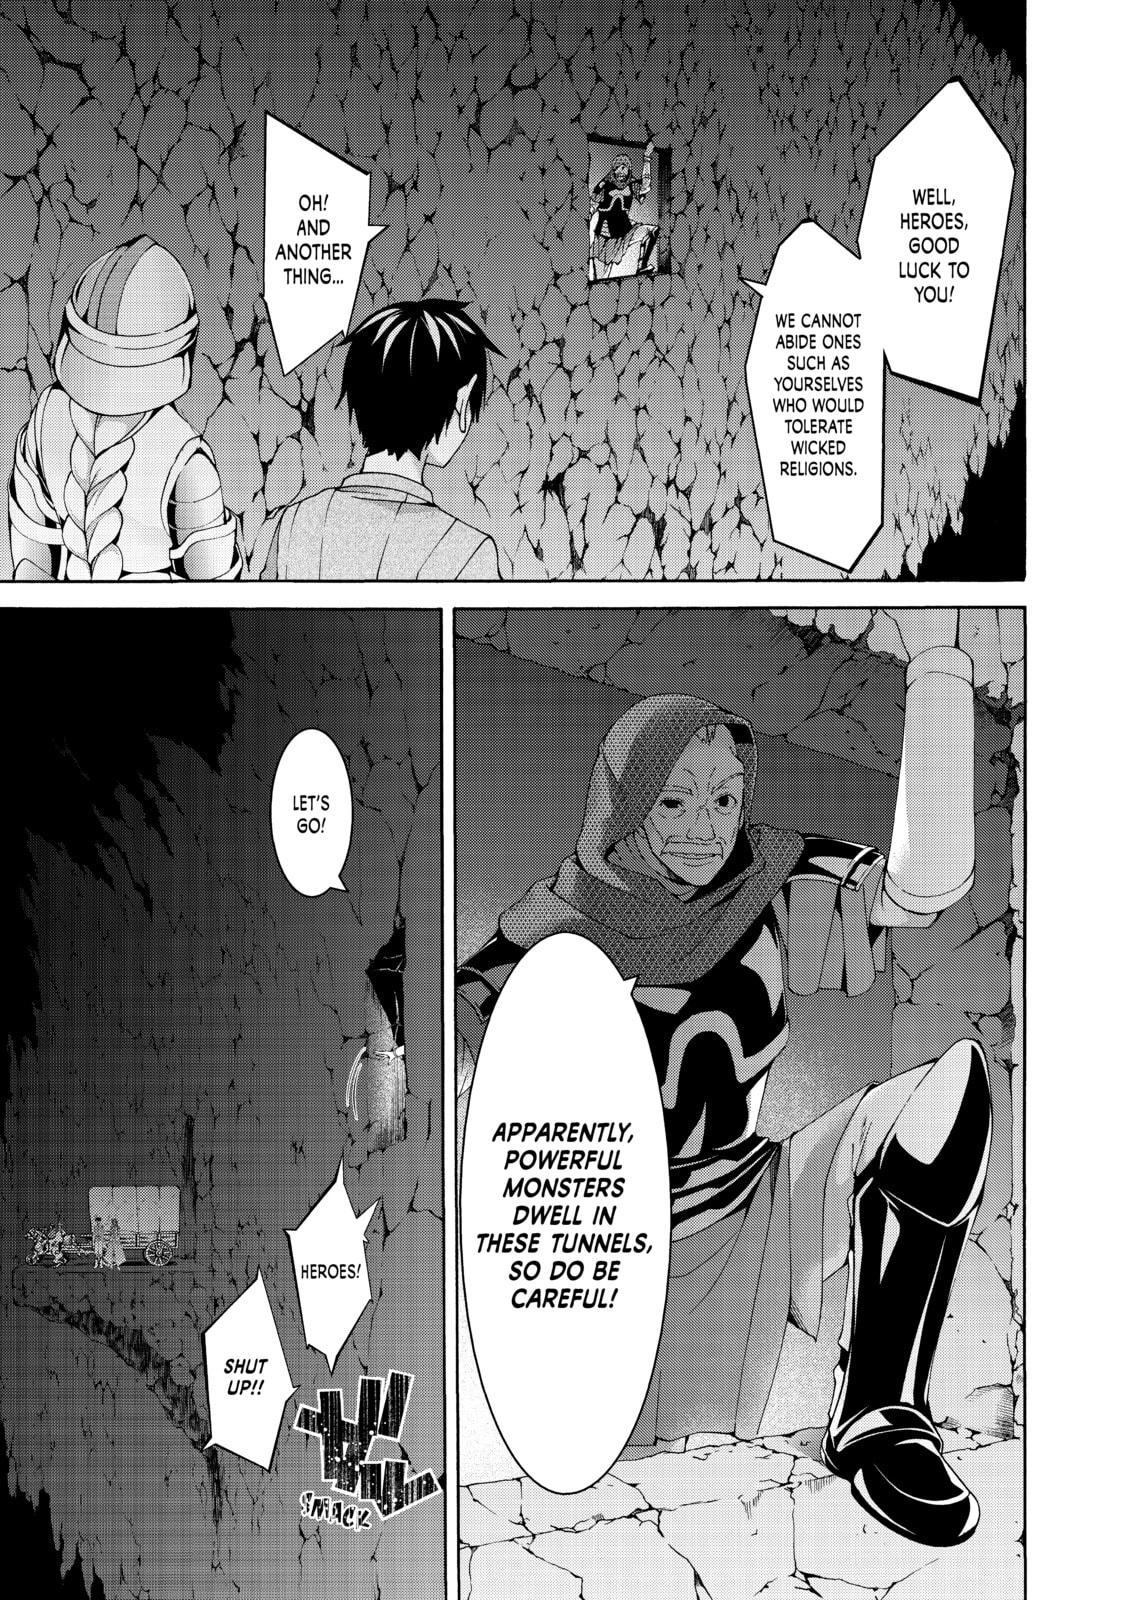 WELL,
HEROES,
GOOD
LUCK TO
YOU!
WE CANNOT
ABIDE ONES
SUCH AS
YOURSELVES
WHO WOULD
TOLERATE
WICKED
RELIGIONS.
OH!
AND
ANOTHER
THING...
APPARENTLY,
POWERFUL
MONSTERS
DWELL IN
THESE TUNNELS,
SO DO BE
CAREFUL!
LET'S
GO!
HEROES!
SHUT
UP!!
SMACK